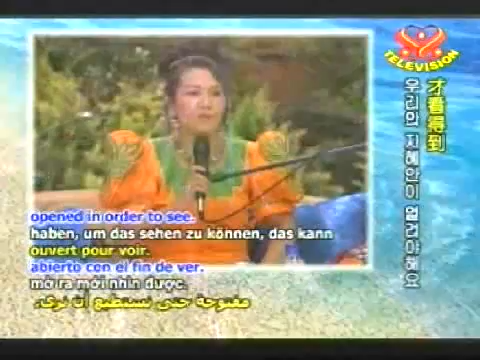 TELEVISION
才看得到
우리의 지혜안이 열려야해요
opened in order to see.
haben, um das sehen zu können, das kann
ouvert pour voir.
abierto con el fin de ver.
mở ra mới nhìn được.
مفتوحة حتى نستطيع أن نرى.